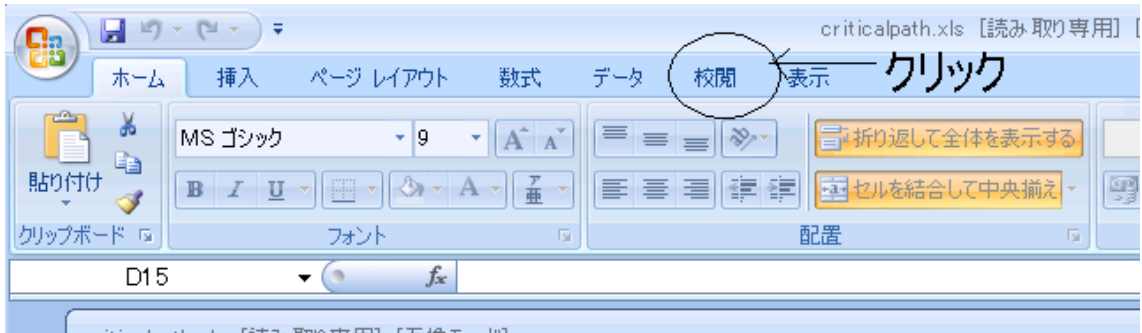 criticalpath.xls [読み取り専用] [
ホーム 挿入 ページ レイアウト 数式 データ 校閲 表示 クリック
MS ゴシック 9 A A 折り返して全体を表示する
貼り付け B I U A ア亜 セルを結合して中央揃え
クリップボード フォント 配置
D15 fx